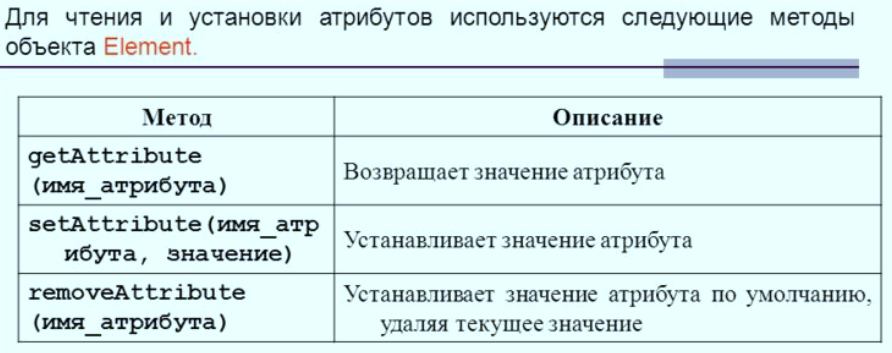 Для чтения и установки атрибутов используются следующие методы
объекта Element.
Метод
Описание
getAttribute
(имя_атрибута)
Возвращает значение атрибута
setAttribute(имя_атр
ибута, значение)
Устанавливает значение атрибута
removeAttribute
(имя_атрибута)
Устанавливает значение атрибута по умолчанию,
удаляя текущее значение